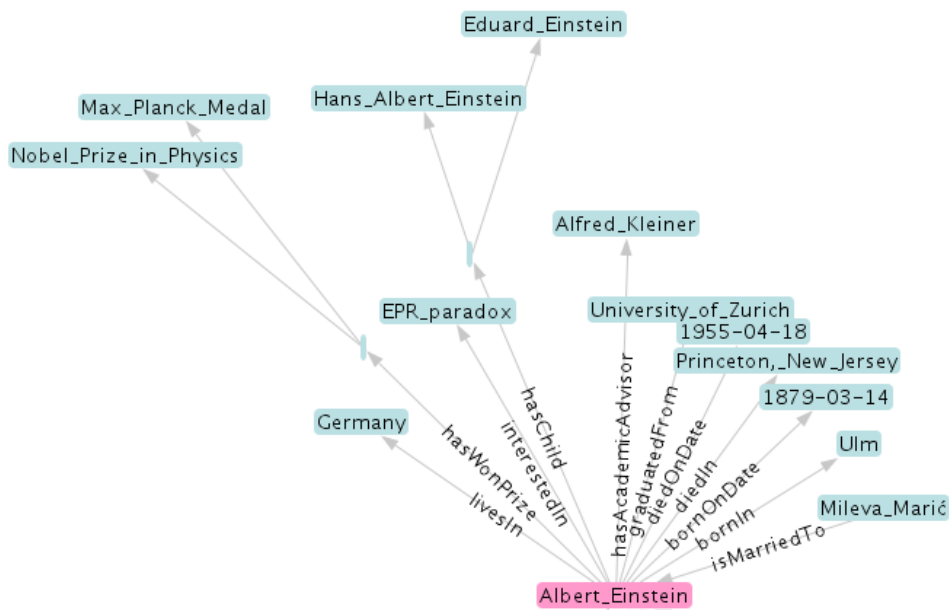 Eduard_Einstein
Hans_Albert_Einstein
Max_Planck_Medal
Nobel_Prize_in_Physics
Alfred_Kleiner
EPR_paradox
University_of_Zurich
1955-04-18
Princeton,_New_Jersey
1879-03-14
Germany
Ulm
Mileva_Marić
livesIn
hasWonPrize
interestedIn
hasChild
hasAcademicAdvisor
graduatedFrom
diedOnDate
diedIn
bornOnDate
bornIn
isMarriedTo
Albert_Einstein